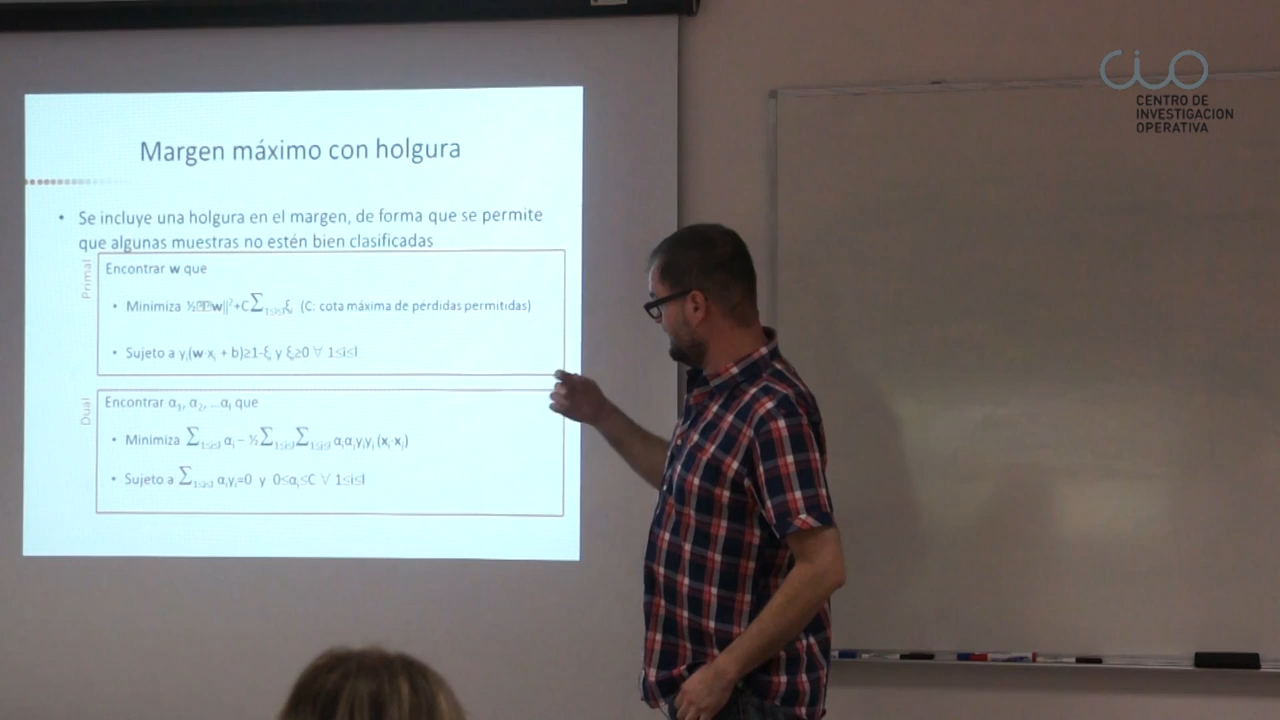 Margen máximo con holgura
• Se incluye una holgura en el margen, de forma que se permite
que algunas muestras no estén bien clasificadas
Primal
Encontrar w que
• Minimiza ½||w||²+C∑₁≤i≤l ξᵢ (C: cota máxima de pérdidas permitidas)
• Sujeto a yᵢ(w·xᵢ + b)≥1-ξᵢ y ξᵢ≥0 ∀ 1≤i≤l
Dual
Encontrar α₁, α₂, ...αₗ que
• Minimiza ∑₁≤i≤l αᵢ – ½∑₁≤i≤l∑₁≤j≤l αᵢαⱼyᵢyⱼ (xᵢ·xⱼ)
• Sujeto a ∑₁≤i≤l αᵢyᵢ=0 y 0≤αᵢ≤C ∀ 1≤i≤l
CIO
CENTRO DE
INVESTIGACION
OPERATIVA